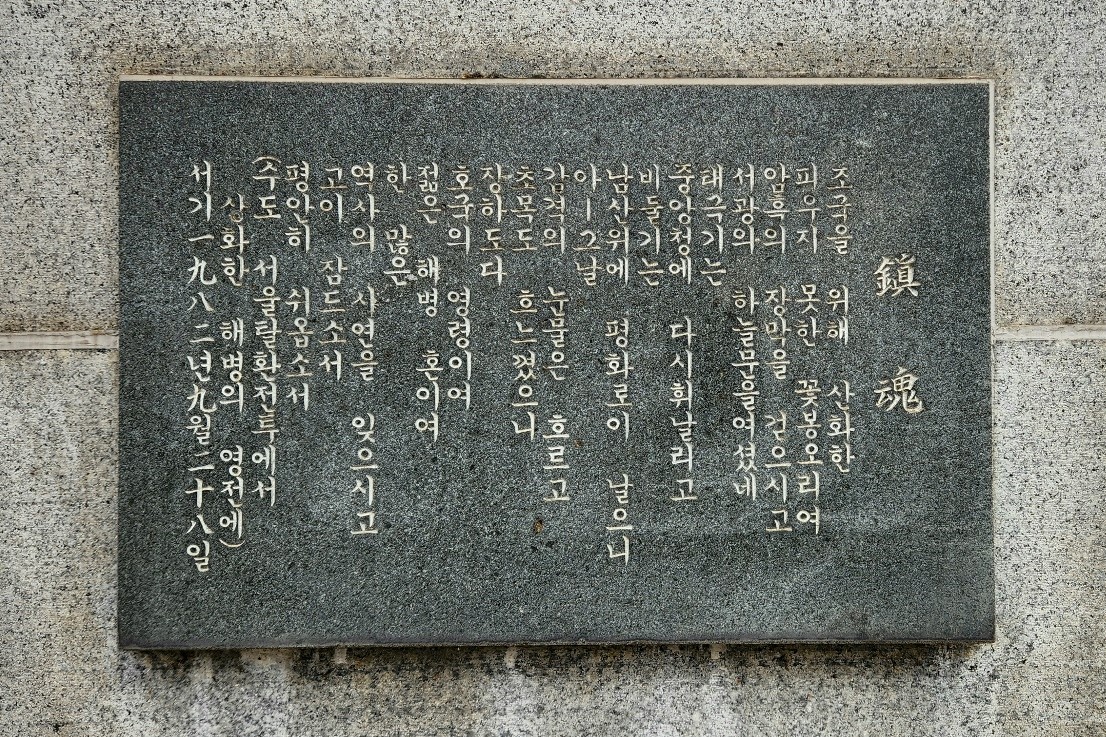 鎭魂
조국을 위해 산화한
피우지 못한 꽃봉오리여
암흑의 장막을 걷으시고
서광의 하늘문을여셨네
태극기는
중앙청에 다시휘날리고
비둘기는
남산위에 평화로이 날으니
아ㅣ그날
감격의 눈물은 흐르고
초목도 흐느꼈으니
장하도다
호국의 영령이여
젊은 해병 혼이여
한 많은
역사의 사연을 잊으시고
고이 잠드소서
평안히 쉬옵소서
(수도 서울탈환전투에서
상화한 해병의 영전에)
서기 一九八二년九월二十八일